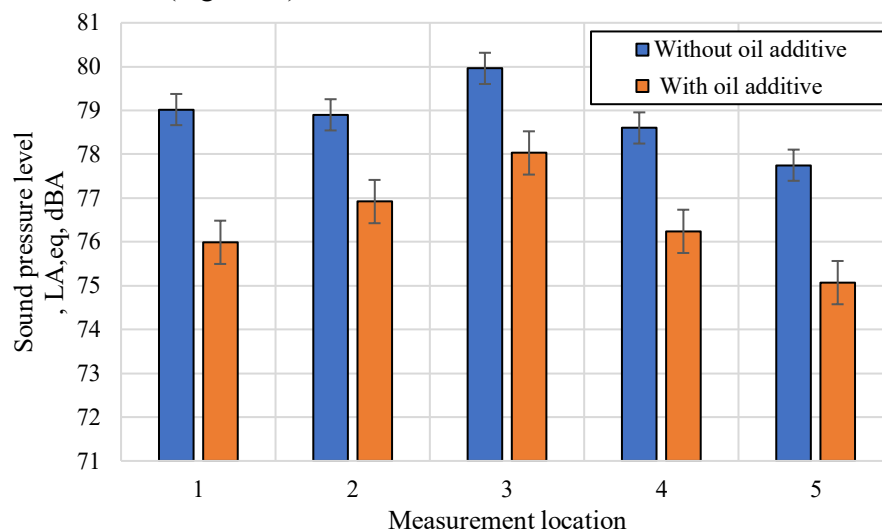 81
80
79
78
77
76
75
74
73
72
71
Sound pressure level
, LA,eq, dBA
Without oil additive
With oil additive
1 2 3 4 5
Measurement location